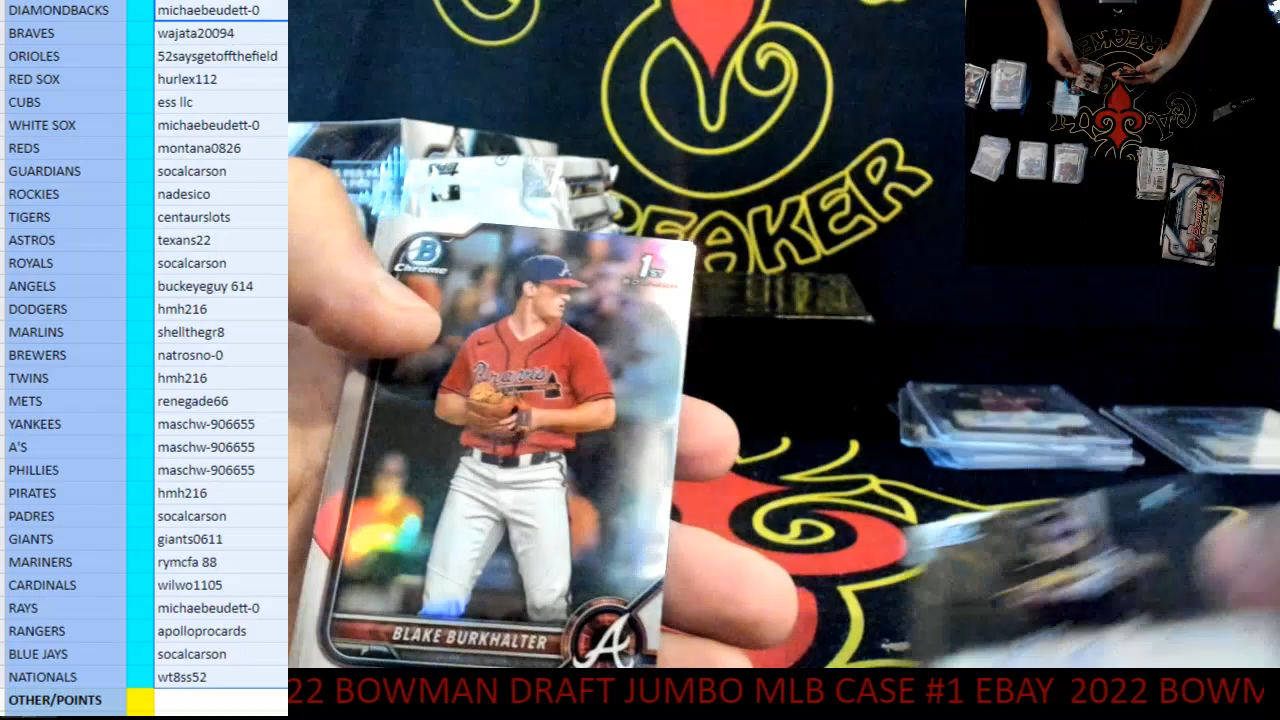 DIAMONDBACKS michaebeudett-0
BRAVES wajata20094
ORIOLES 52saysgetoffthefield
RED SOX hurlex112
CUBS ess llc
WHITE SOX michaebeudett-0
REDS montana0826
GUARDIANS socalcarson
ROCKIES nadesico
TIGERS centaurslots
ASTROS texans22
ROYALS socalcarson
ANGELS buckeyeguy 614
DODGERS hmh216
MARLINS shellthegr8
BREWERS natrosno-0
TWINS hmh216
METS renegade66
YANKEES maschw-906655
A'S maschw-906655
PHILLIES maschw-906655
PIRATES hmh216
PADRES socalcarson
GIANTS giants0611
MARINERS rymcfa 88
CARDINALS wilwo1105
RAYS michaebeudett-0
RANGERS apolloprocards
BLUE JAYS socalcarson
NATIONALS wt8ss52
OTHER/POINTS
B
Chrome
1ST
Braves
BLAKE BURKHALTER
P
A
BREAKER
22 BOWMAN DRAFT JUMBO MLB CASE #1 EBAY 2022 BOWM